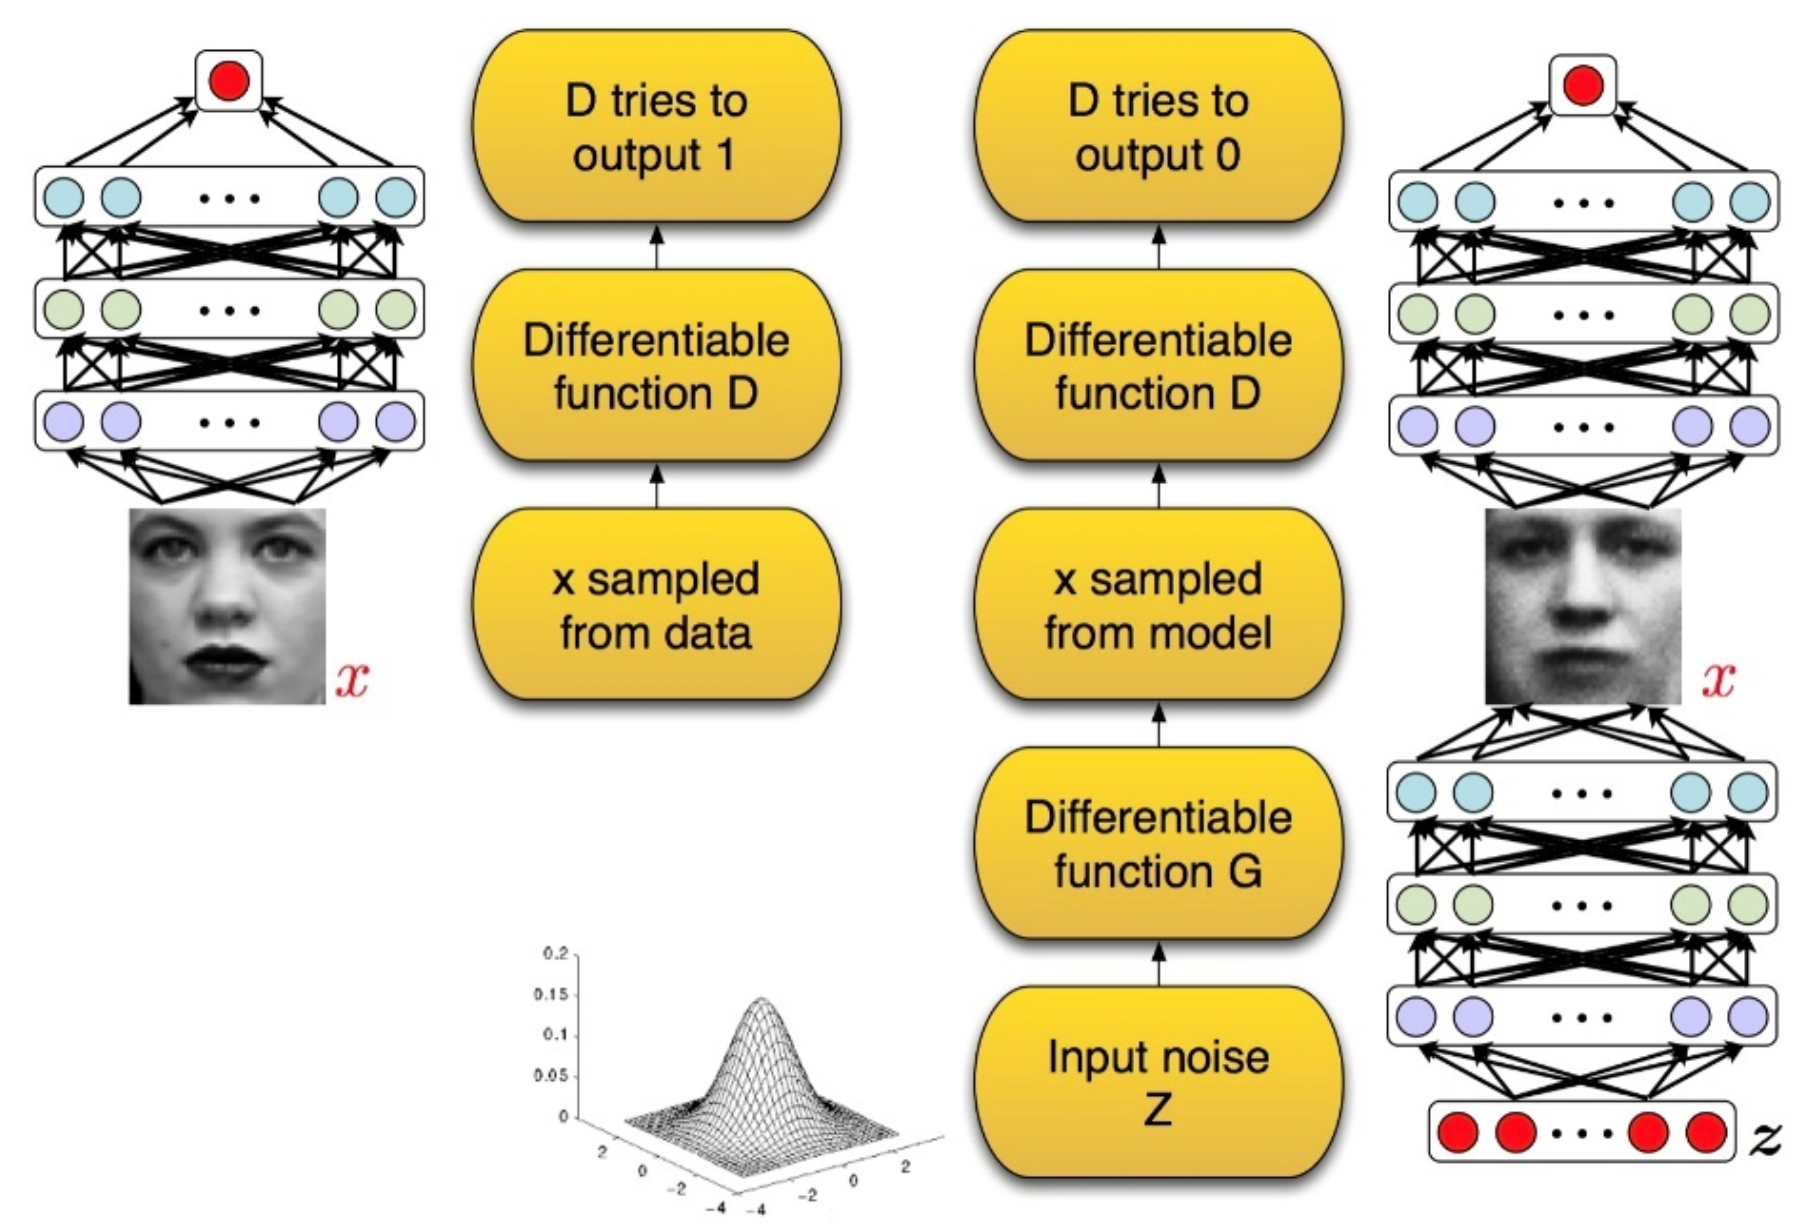 D tries to
output 1
Differentiable
function D
x sampled
from data
x
D tries to
output 0
Differentiable
function D
x sampled
from model
x
Differentiable
function G
Input noise
Z
z
0.2
0.15
0.1
0.05
0
2
0
-2
-4
-4
-2
0
2